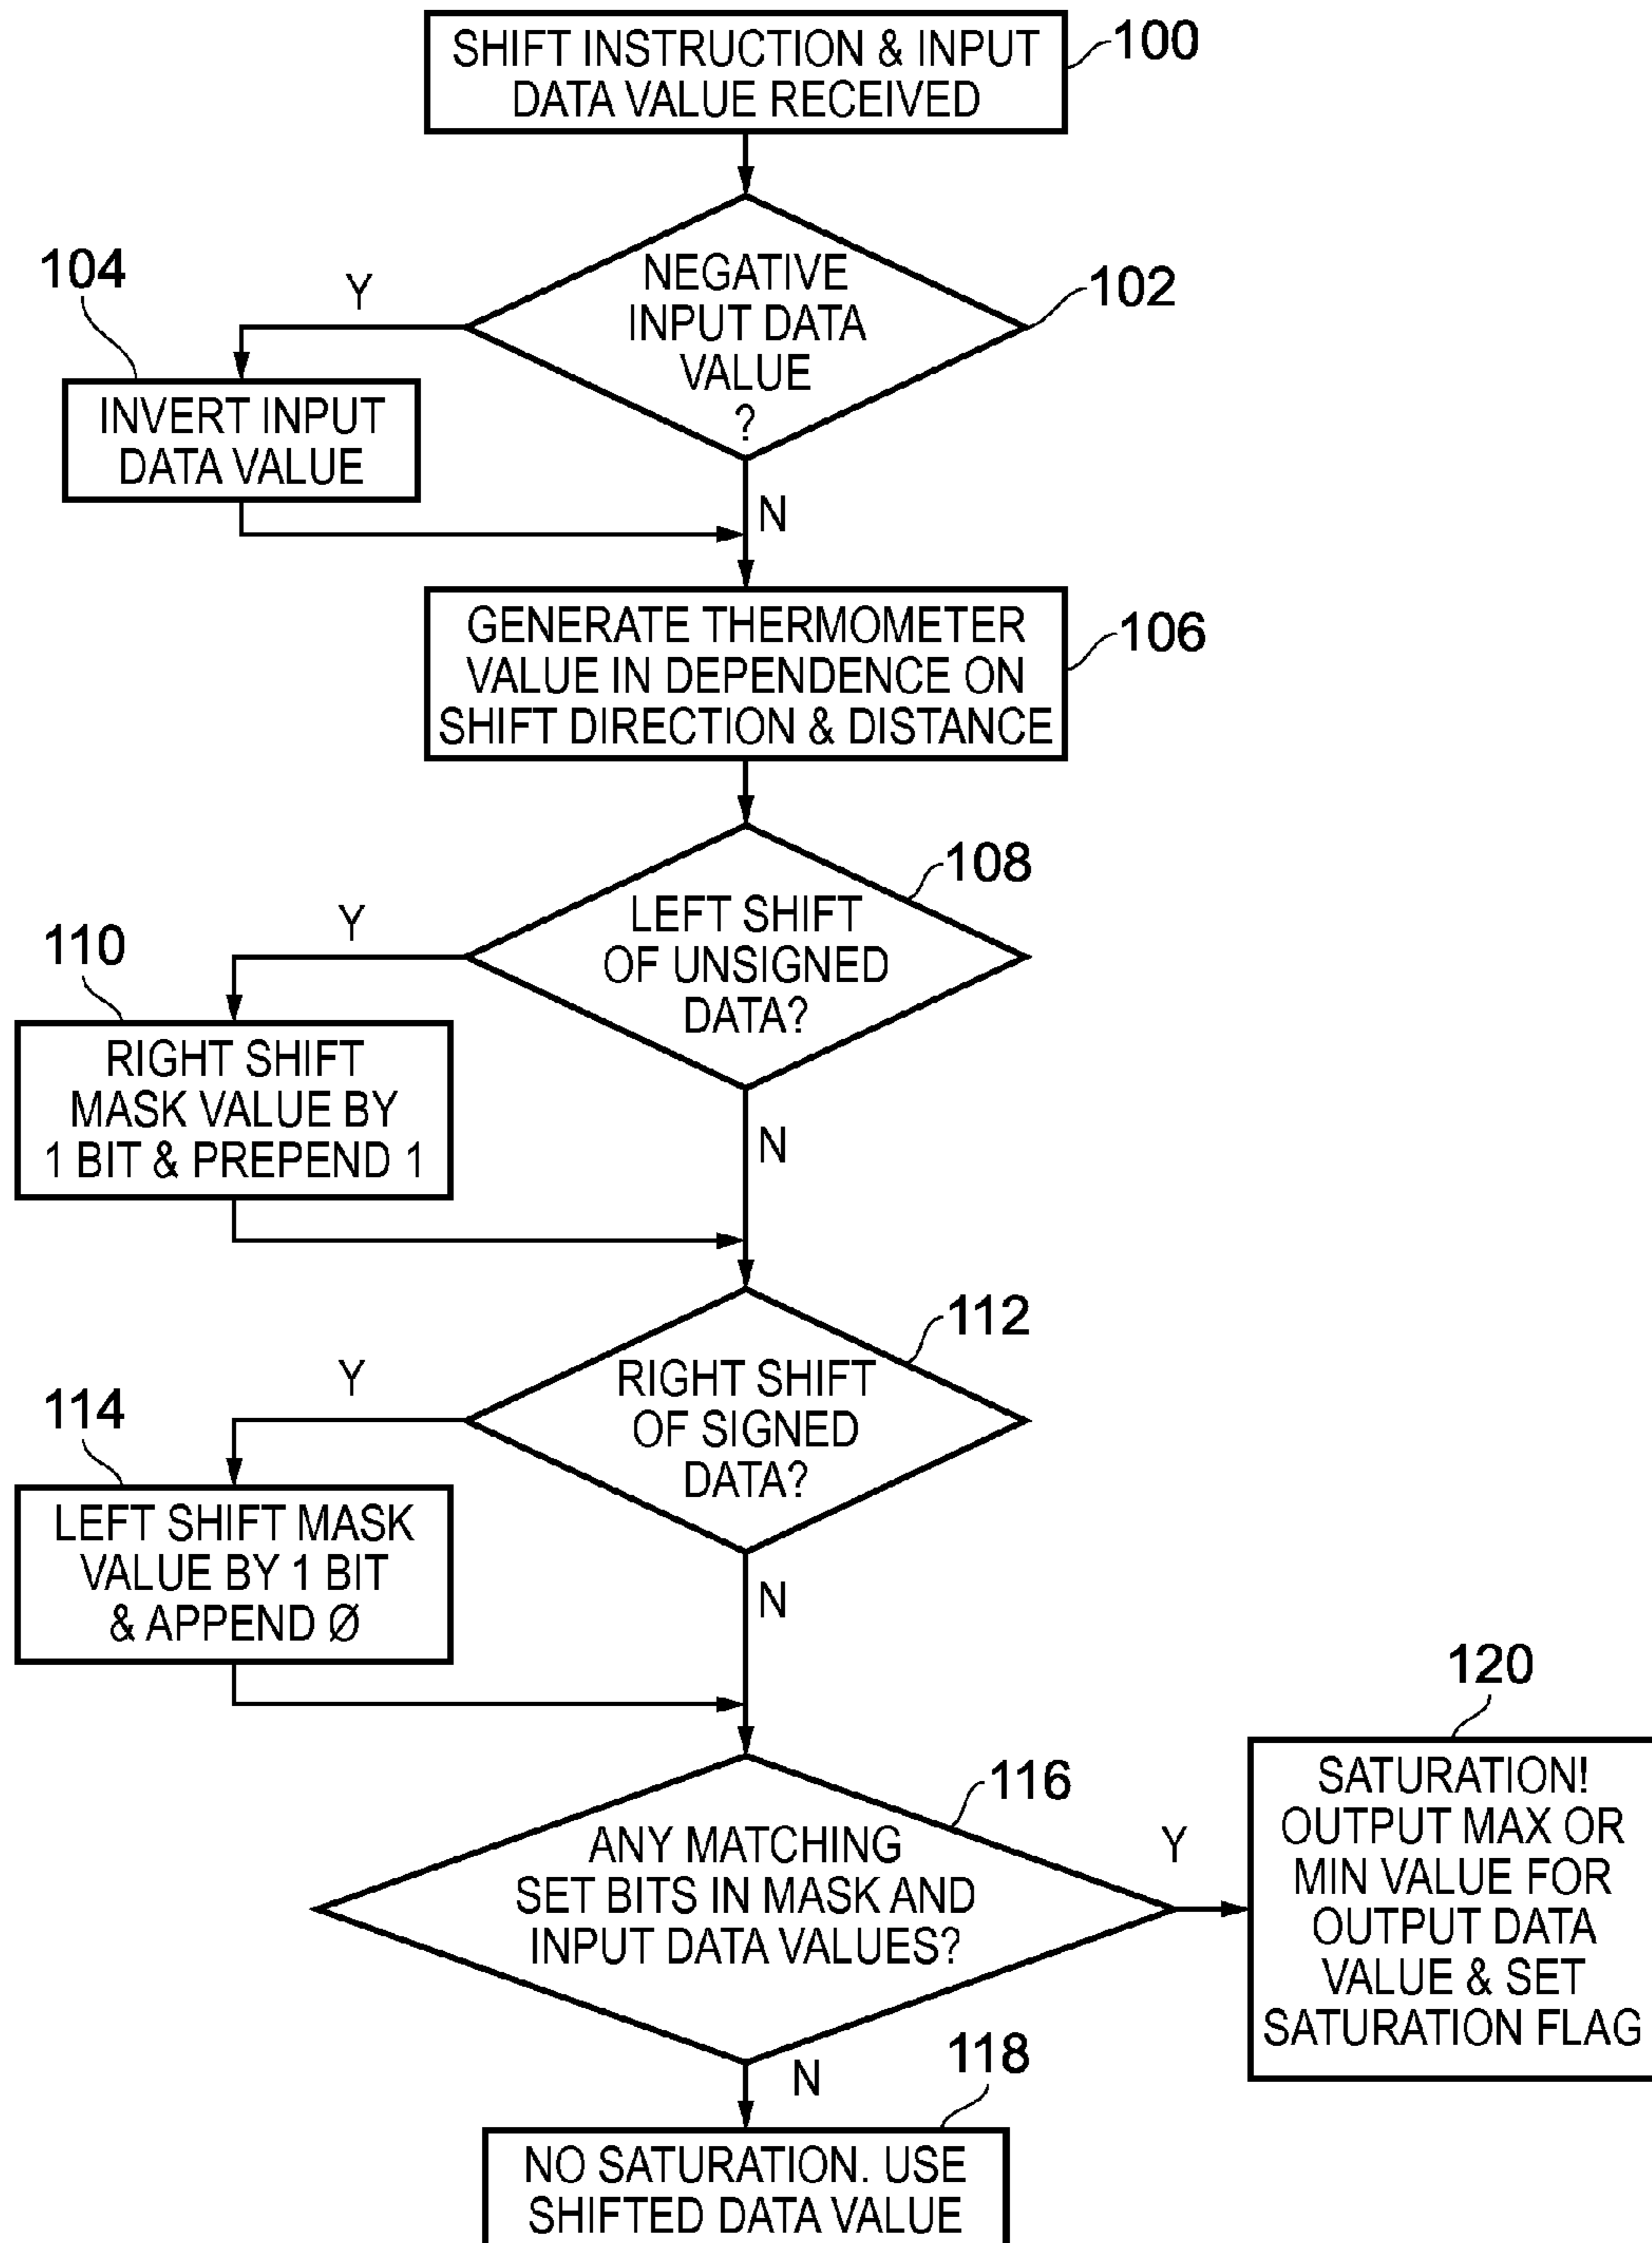 SHIFT INSTRUCTION & INPUT
DATA VALUE RECEIVED
100
NEGATIVE
INPUT DATA
VALUE
?
102
Y
104
INVERT INPUT
DATA VALUE
N
GENERATE THERMOMETER
VALUE IN DEPENDENCE ON
SHIFT DIRECTION & DISTANCE
106
LEFT SHIFT
OF UNSIGNED
DATA?
108
Y
110
RIGHT SHIFT
MASK VALUE BY
1 BIT & PREPEND 1
N
RIGHT SHIFT
OF SIGNED
DATA?
112
Y
114
LEFT SHIFT MASK
VALUE BY 1 BIT
& APPEND Ø
N
ANY MATCHING
SET BITS IN MASK AND
INPUT DATA VALUES?
116
Y
120
SATURATION!
OUTPUT MAX OR
MIN VALUE FOR
OUTPUT DATA
VALUE & SET
SATURATION FLAG
N
118
NO SATURATION. USE
SHIFTED DATA VALUE